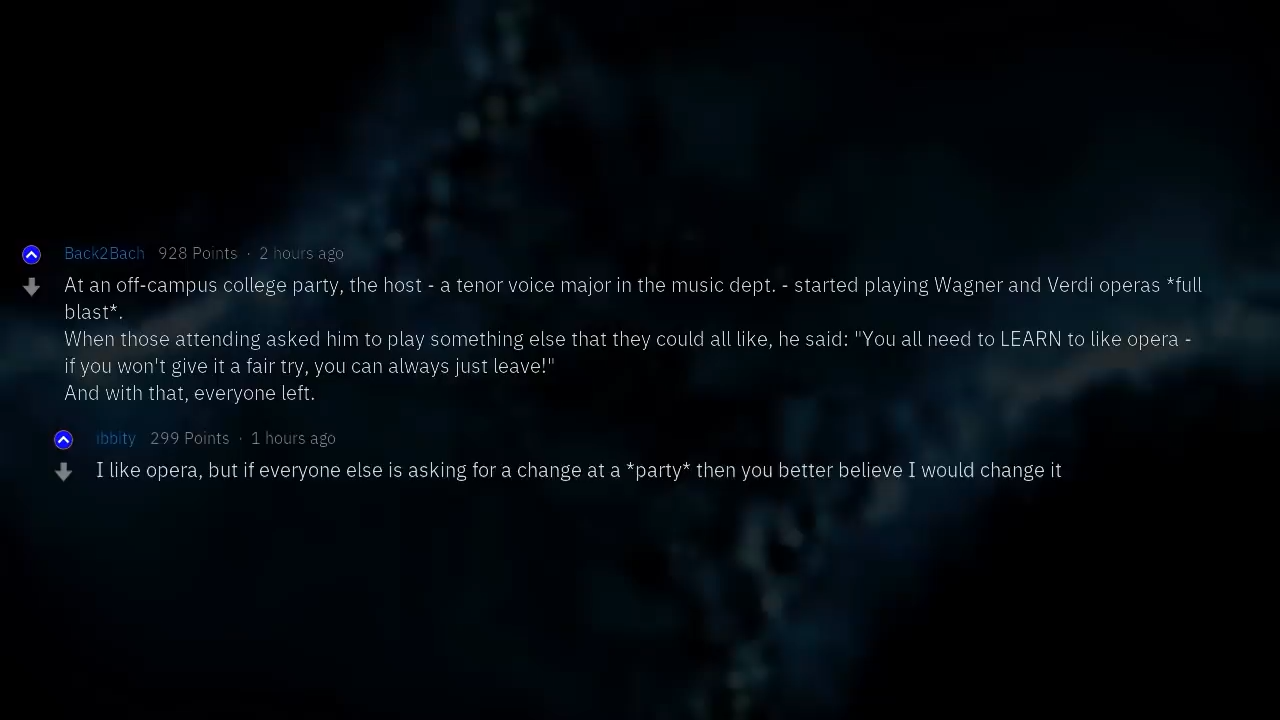 Back2Bach 928 Points · 2 hours ago
At an off-campus college party, the host - a tenor voice major in the music dept. - started playing Wagner and Verdi operas *full
blast*.
When those attending asked him to play something else that they could all like, he said: "You all need to LEARN to like opera -
if you won't give it a fair try, you can always just leave!"
And with that, everyone left.
ibbity 299 Points · 1 hours ago
I like opera, but if everyone else is asking for a change at a *party* then you better believe I would change it